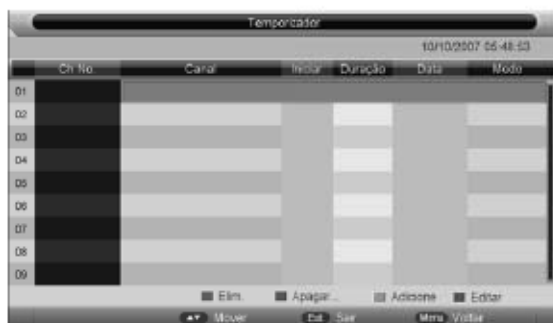 Temporizador
10/10/2007 05:48:53
Ch No. Canal Iniciar Duração Data Modo
01
02
03
04
05
06
07
08
09
Elim. Apagar... Adicione Editar
Mover Exit Sair Menu Voltar